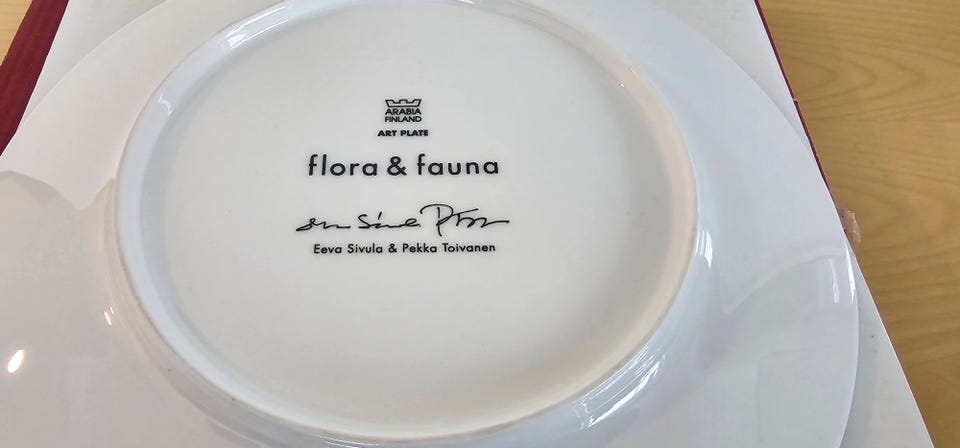 ARABIA
FINLAND
ART PLATE
flora & fauna
Eeva Sivula & Pekka Toivanen